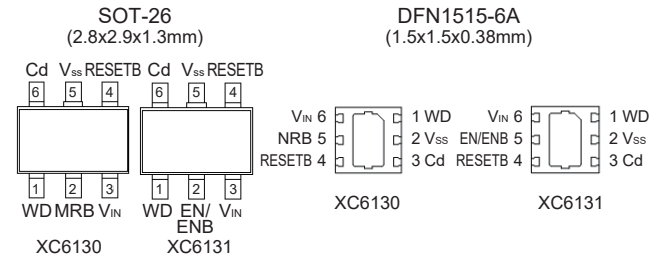 SOT-26
(2.8x2.9x1.3mm)
DFN1515-6A
(1.5x1.5x0.38mm)
Cd Vss RESETB Cd Vss RESETB
6 5 4 6 5 4
1 2 3 1 2 3
WD MRB VIN WD EN/ENB VIN
XC6130 XC6131
VIN 6 1 WD
NRB 5 2 Vss
RESETB 4 3 Cd
XC6130
VIN 6 1 WD
EN/ENB 5 2 Vss
RESETB 4 3 Cd
XC6131